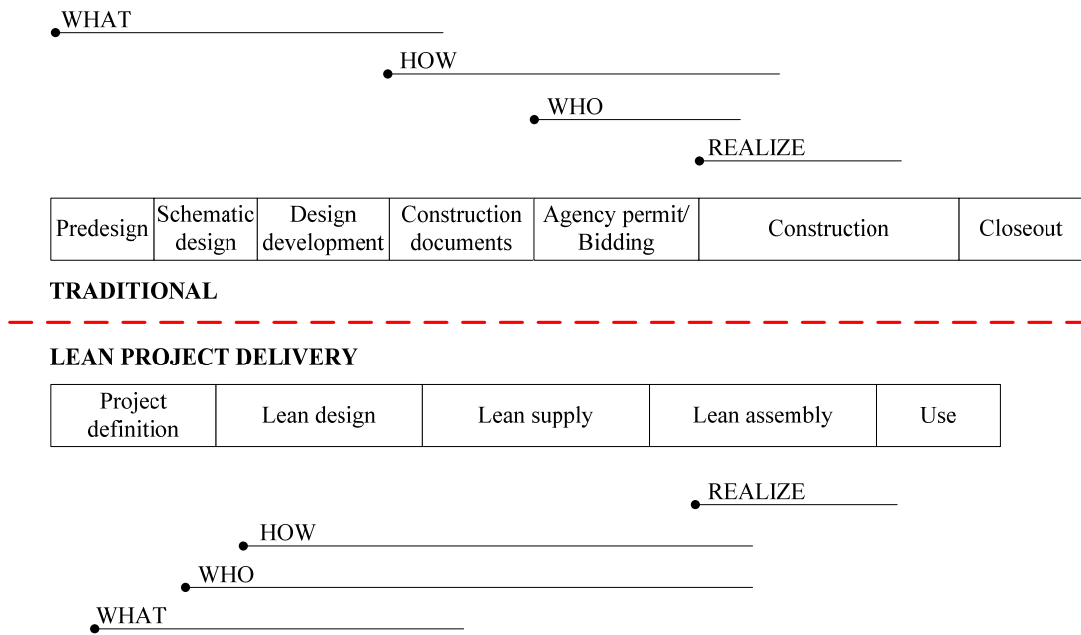 WHAT
HOW
WHO
REALIZE
Predesign
Schematic
design
Design
development
Construction
documents
Agency permit/
Bidding
Construction
Closeout
TRADITIONAL
LEAN PROJECT DELIVERY
Project
definition
Lean design
Lean supply
Lean assembly
Use
REALIZE
HOW
WHO
WHAT